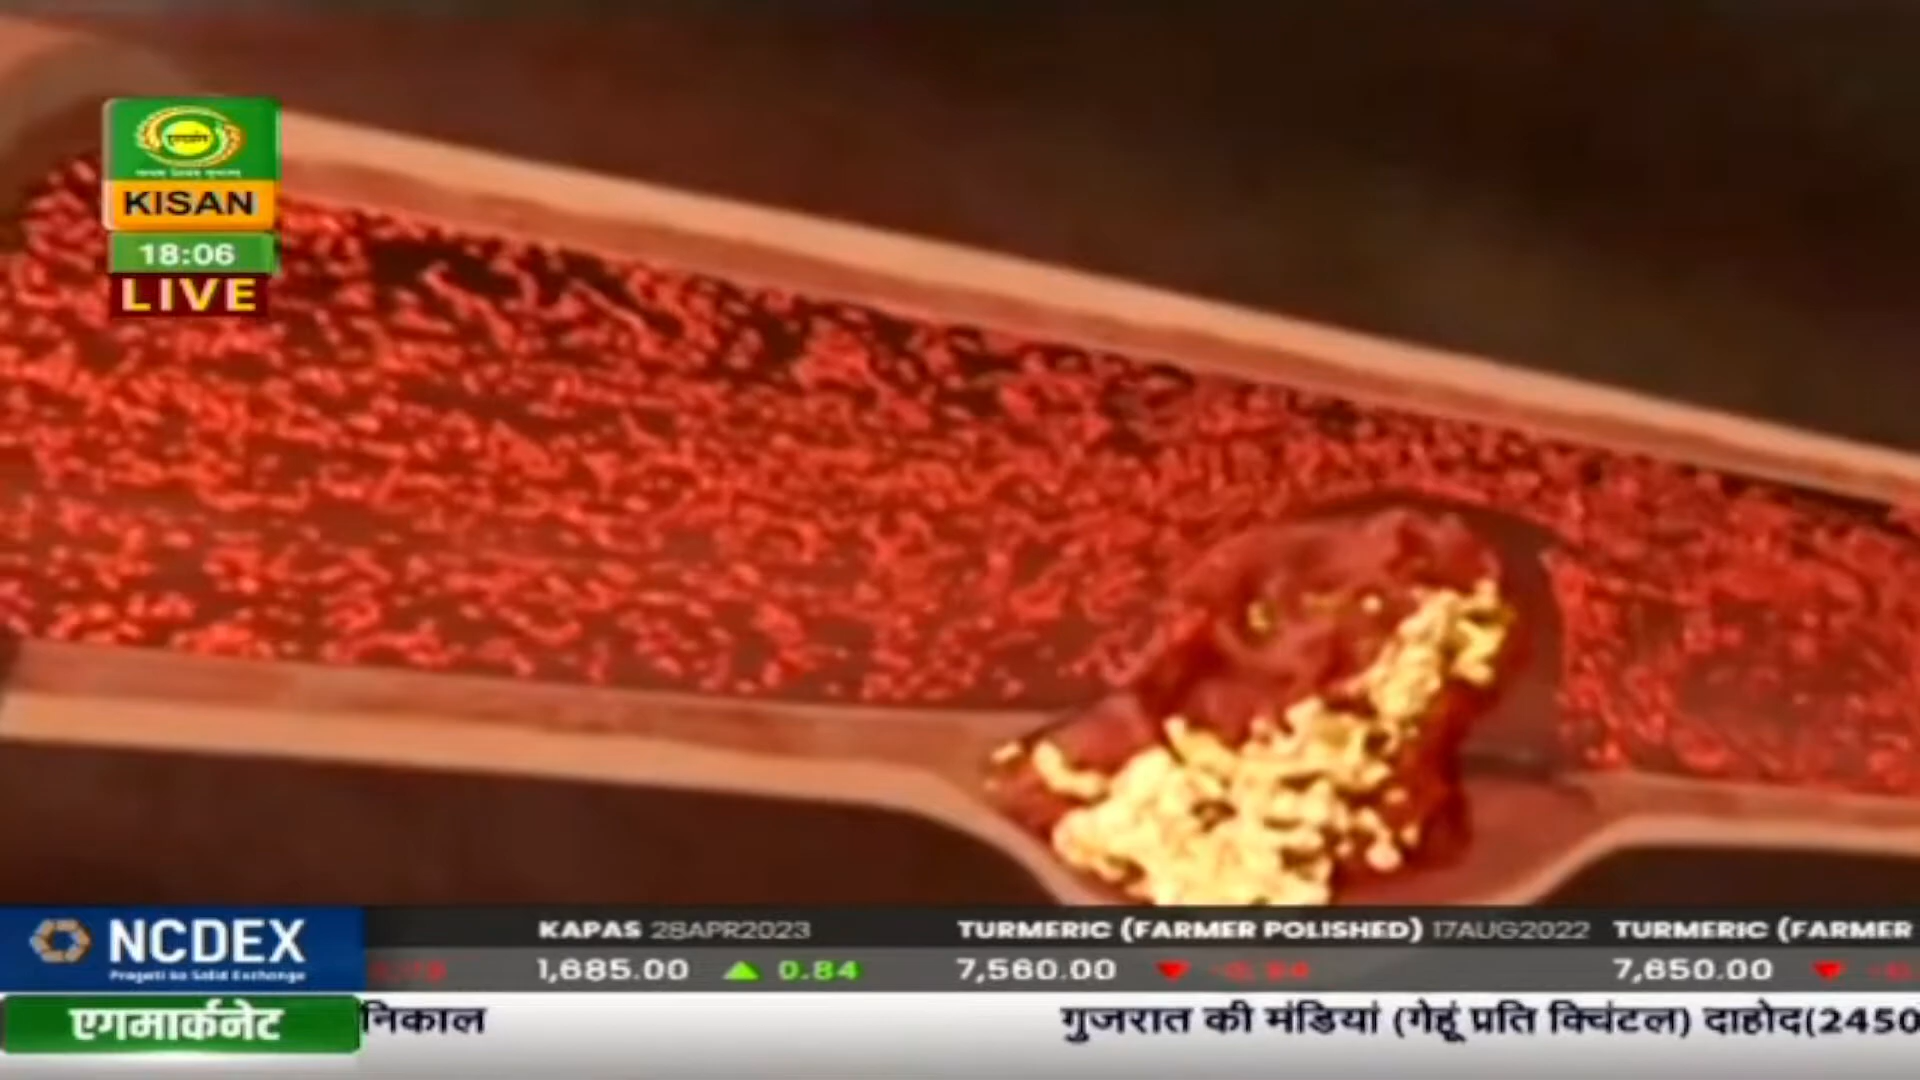 KISAN
18:06
LIVE
NCDEX
Pragati ka Solid Exchange
KAPAS 28APR2023
1,685.00 0.84
TURMERIC (FARMER POLISHED) 17AUG2022
7,560.00
TURMERIC (FARMER
7,650.00
एगमार्कनेट
निकाल
गुजरात की मंडियां (गेहूं प्रति क्विंटल) दाहोद(2450